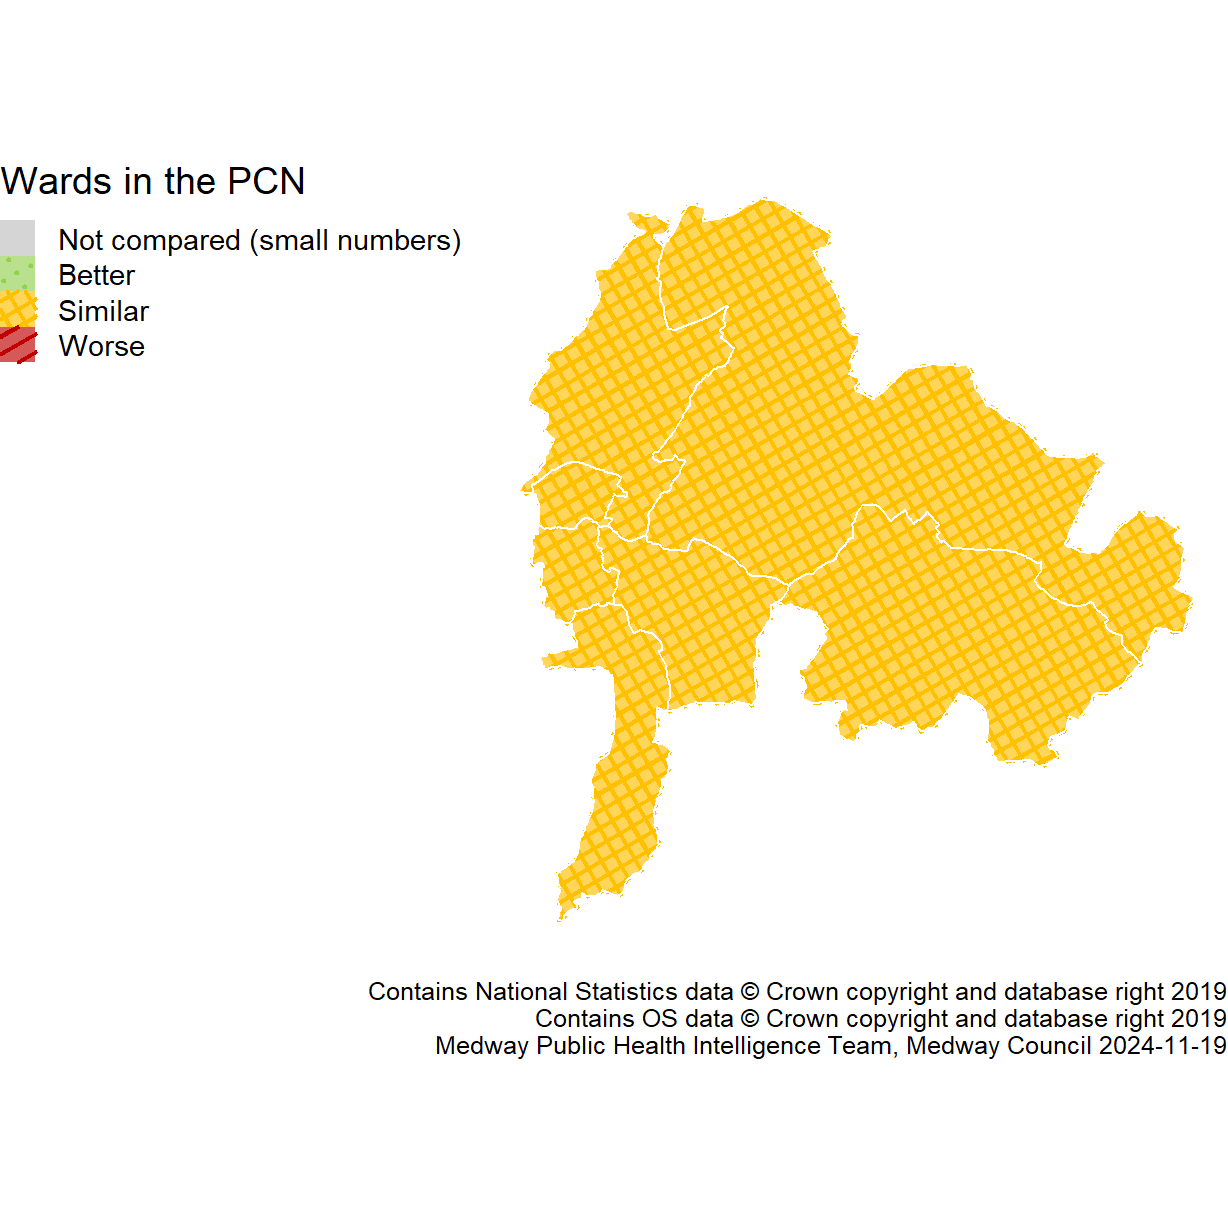 Wards in the PCN
Not compared (small numbers)
Better
Similar
Worse
Contains National Statistics data © Crown copyright and database right 2019
Contains OS data © Crown copyright and database right 2019
Medway Public Health Intelligence Team, Medway Council 2024-11-19